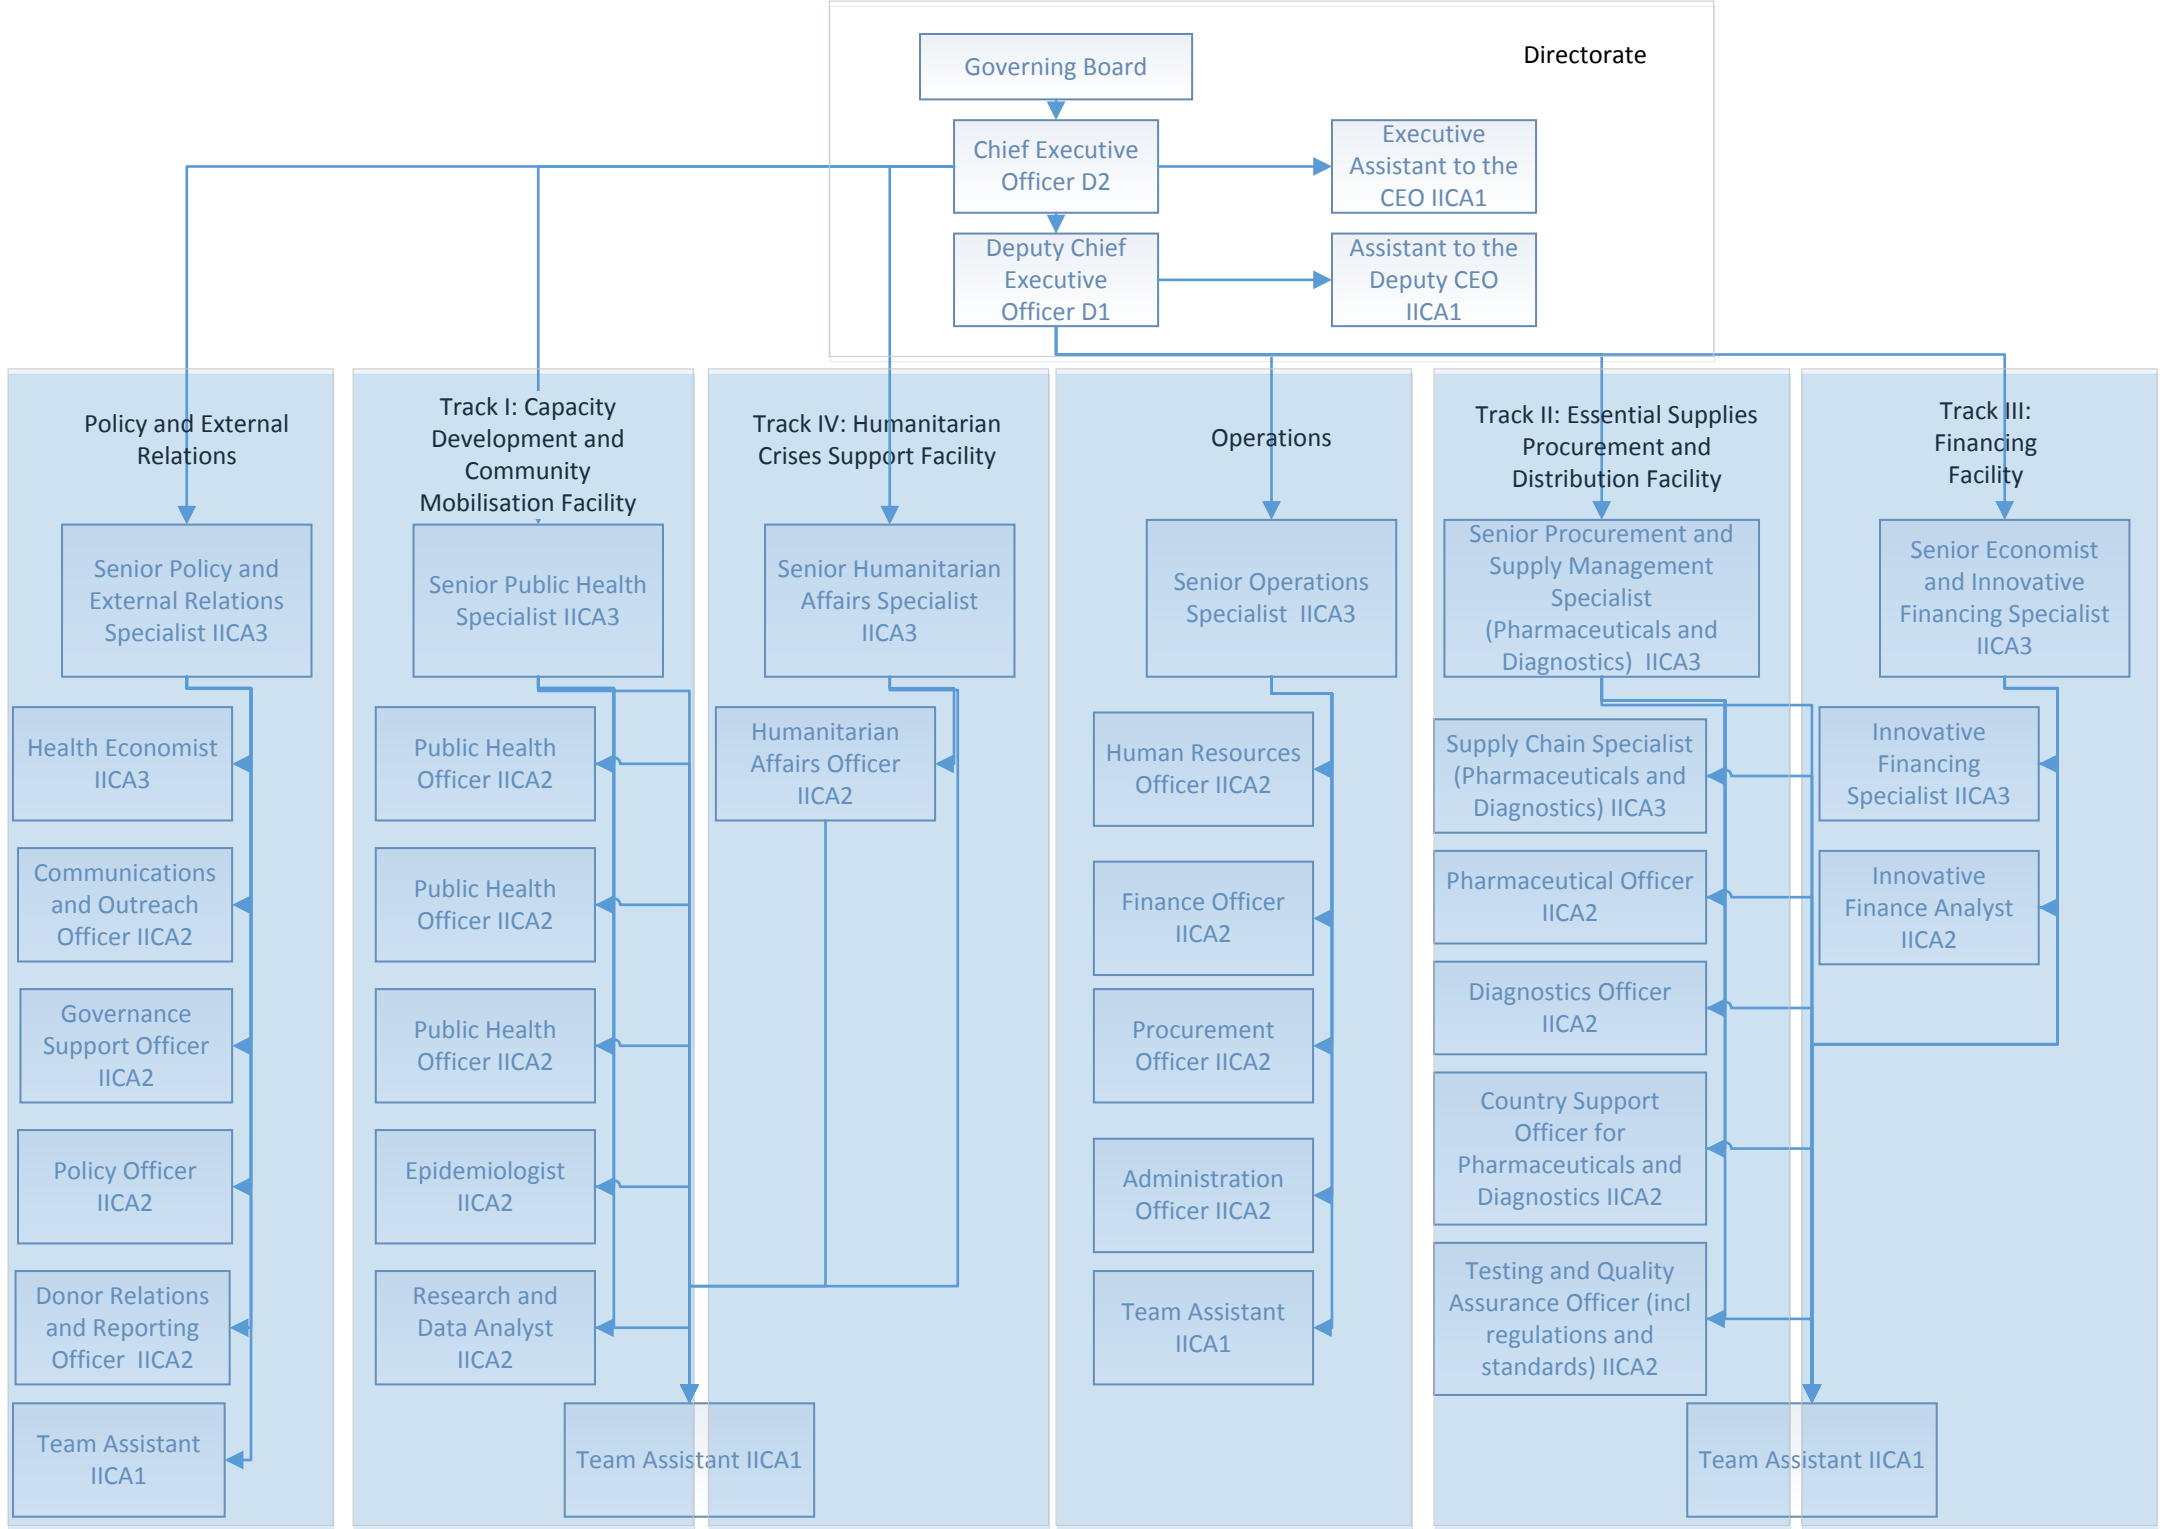 Directorate
Governing Board
Chief Executive
Officer D2
Executive
Assistant to the
CEO IICA1
Deputy Chief
Executive
Officer D1
Assistant to the
Deputy CEO
IICA1
Policy and External
Relations
Senior Policy and
External Relations
Specialist IICA3
Health Economist
IICA3
Communications
and Outreach
Officer IICA2
Governance
Support Officer
IICA2
Policy Officer
IICA2
Donor Relations
and Reporting
Officer IICA2
Team Assistant
IICA1
Track I: Capacity
Development and
Community
Mobilisation Facility
Senior Public Health
Specialist IICA3
Public Health
Officer IICA2
Public Health
Officer IICA2
Public Health
Officer IICA2
Epidemiologist
IICA2
Research and
Data Analyst
IICA2
Team Assistant IICA1
Track IV: Humanitarian
Crises Support Facility
Senior Humanitarian
Affairs Specialist
IICA3
Humanitarian
Affairs Officer
IICA2
Operations
Senior Operations
Specialist IICA3
Human Resources
Officer IICA2
Finance Officer
IICA2
Procurement
Officer IICA2
Administration
Officer IICA2
Team Assistant
IICA1
Track II: Essential Supplies
Procurement and
Distribution Facility
Senior Procurement and
Supply Management
Specialist
(Pharmaceuticals and
Diagnostics) IICA3
Supply Chain Specialist
(Pharmaceuticals and
Diagnostics) IICA3
Pharmaceutical Officer
IICA2
Diagnostics Officer
IICA2
Country Support
Officer for
Pharmaceuticals and
Diagnostics IICA2
Testing and Quality
Assurance Officer (incl
regulations and
standards) IICA2
Team Assistant IICA1
Track III:
Financing
Facility
Senior Economist
and Innovative
Financing Specialist
IICA3
Innovative
Financing
Specialist IICA3
Innovative
Finance Analyst
IICA2